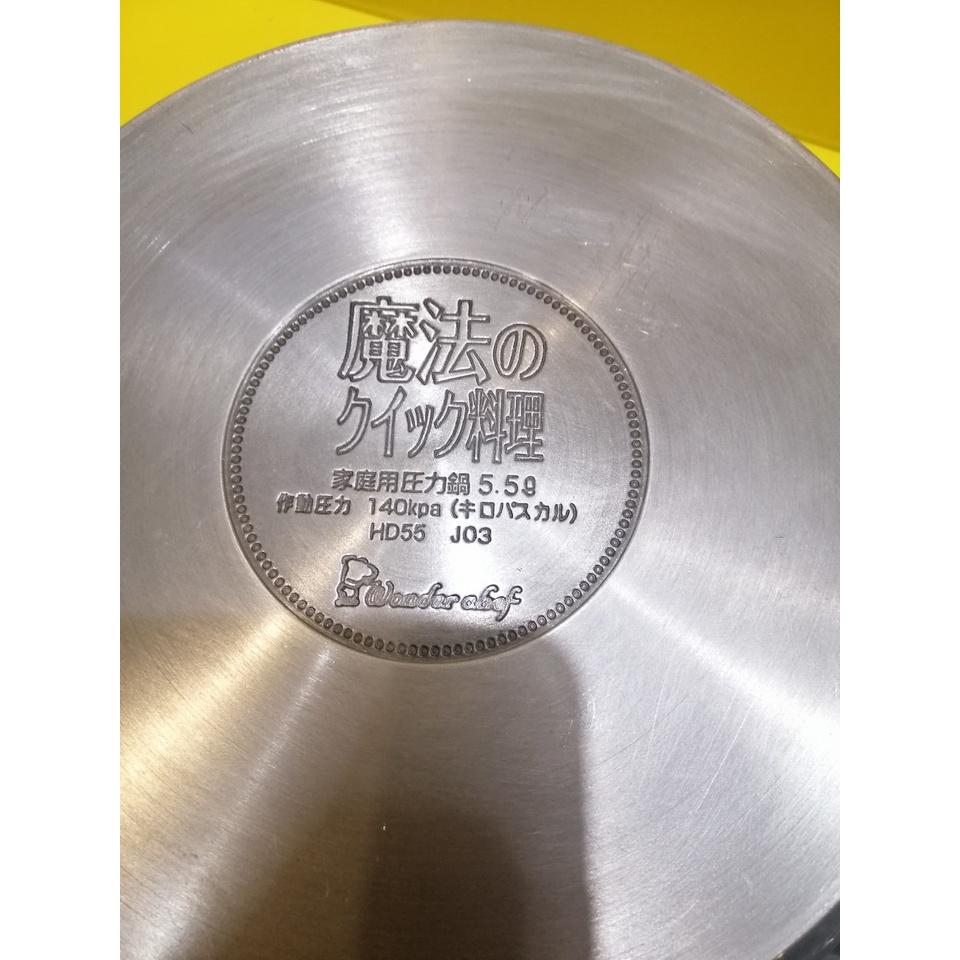 魔法の
クイック料理
家庭用圧力鍋 5.5ℓ
作動圧力 140kpa (キロパスカル)
HD55 J03
Wonder chef